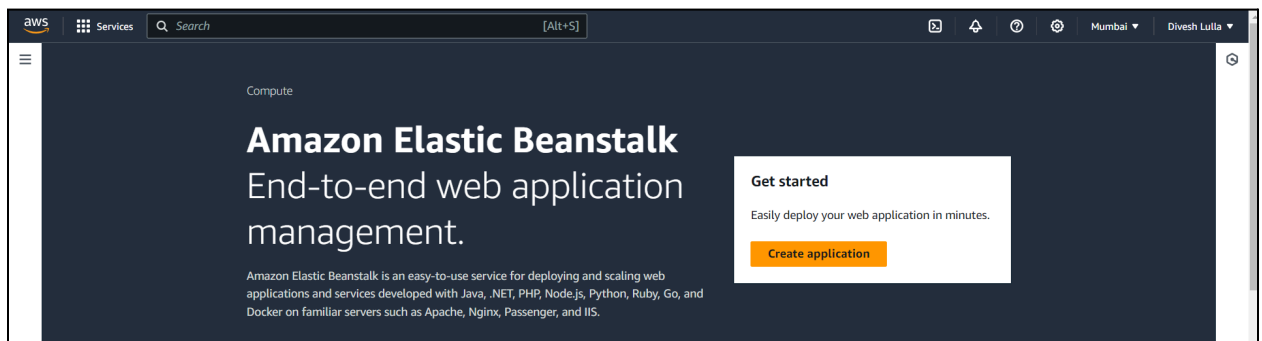 aws Services Search [Alt+S] Mumbai ▼ Divesh Lulla ▼
Compute
Amazon Elastic Beanstalk
End-to-end web application
management.
Amazon Elastic Beanstalk is an easy-to-use service for deploying and scaling web
applications and services developed with Java, .NET, PHP, Node.js, Python, Ruby, Go, and
Docker on familiar servers such as Apache, Nginx, Passenger, and IIS.
Get started
Easily deploy your web application in minutes.
Create application